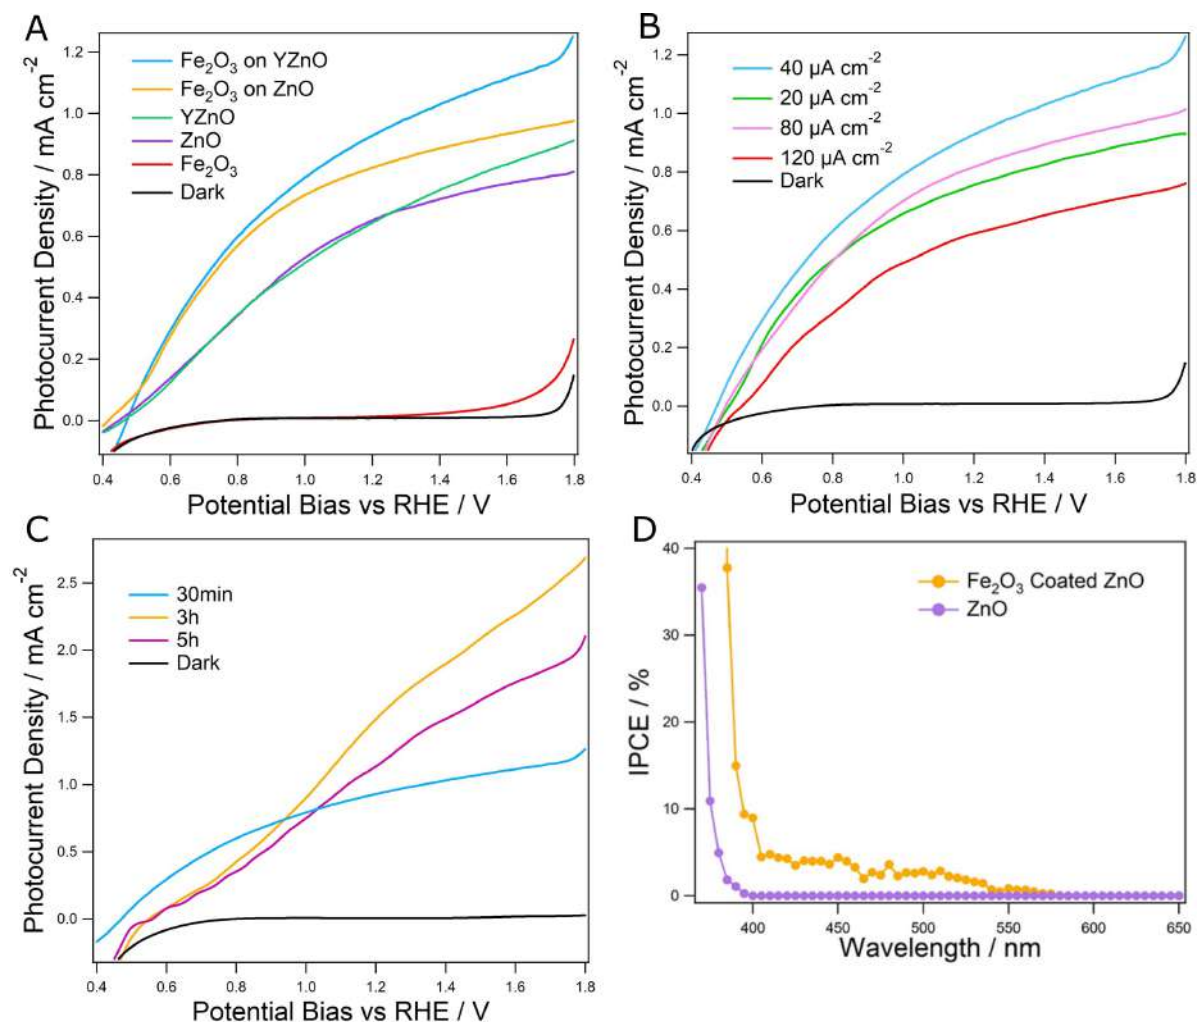 A
Fe₂O₃ on YZnO
Fe₂O₃ on ZnO
YZnO
ZnO
Fe₂O₃
Dark
Photocurrent Density / mA cm⁻²
1.2
1.0
0.8
0.6
0.4
0.2
0.0
0.4 0.6 0.8 1.0 1.2 1.4 1.6 1.8
Potential Bias vs RHE / V
B
40 µA cm⁻²
20 µA cm⁻²
80 µA cm⁻²
120 µA cm⁻²
Dark
Photocurrent Density / mA cm⁻²
1.2
1.0
0.8
0.6
0.4
0.2
0.0
0.4 0.6 0.8 1.0 1.2 1.4 1.6 1.8
Potential Bias vs RHE / V
C
30min
3h
5h
Dark
Photocurrent Density / mA cm⁻²
2.5
2.0
1.5
1.0
0.5
0.0
0.4 0.6 0.8 1.0 1.2 1.4 1.6 1.8
Potential Bias vs RHE / V
D
Fe₂O₃ Coated ZnO
ZnO
IPCE / %
40
30
20
10
0
400 450 500 550 600 650
Wavelength / nm